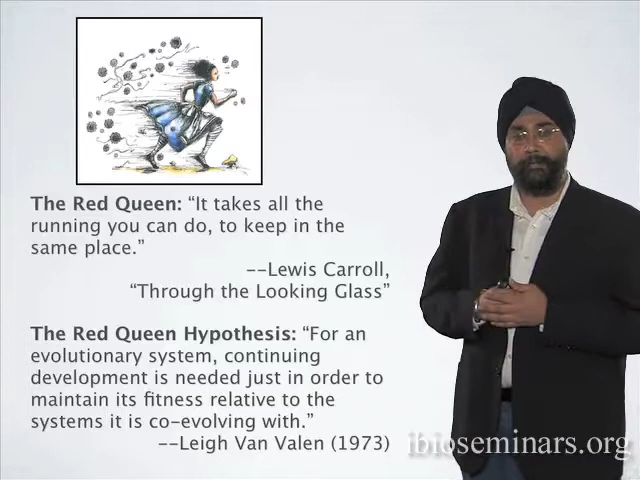 The Red Queen: “It takes all the
running you can do, to keep in the
same place.”
--Lewis Carroll,
“Through the Looking Glass”
The Red Queen Hypothesis: “For an
evolutionary system, continuing
development is needed just in order to
maintain its fitness relative to the
systems it is co-evolving with.”
--Leigh Van Valen (1973)
ibioseminars.org